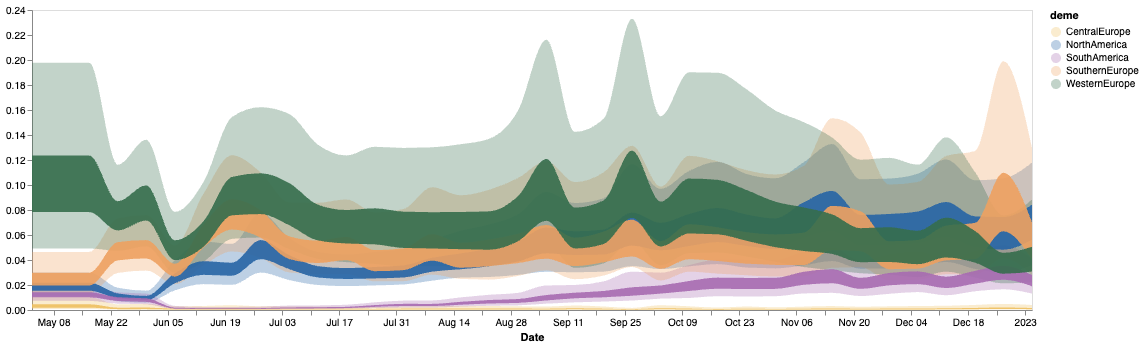 0.24
0.22
0.20
0.18
0.16
0.14
0.12
0.10
0.08
0.06
0.04
0.02
0.00
May 08 May 22 Jun 05 Jun 19 Jul 03 Jul 17 Jul 31 Aug 14 Aug 28 Sep 11 Sep 25 Oct 09 Oct 23 Nov 06 Nov 20 Dec 04 Dec 18 2023
Date
deme
CentralEurope
NorthAmerica
SouthAmerica
SouthernEurope
WesternEurope